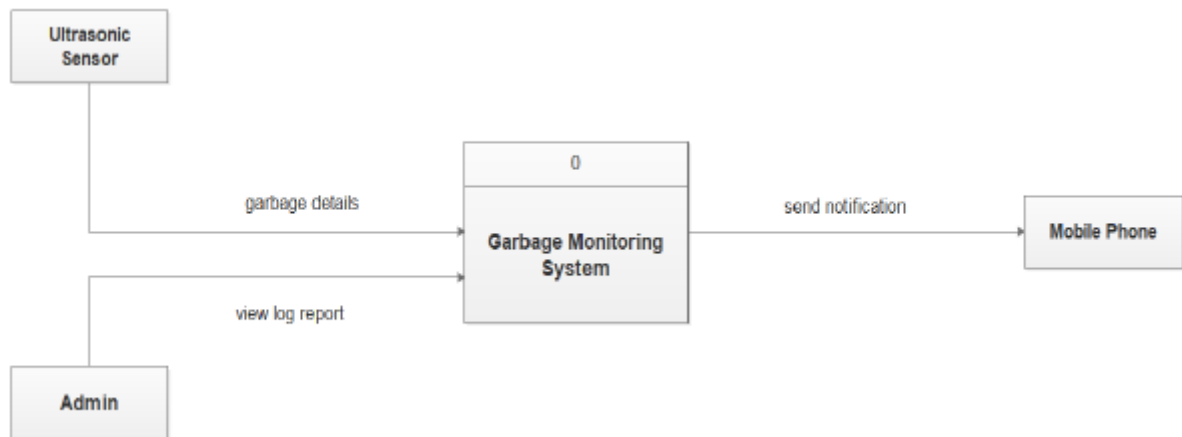 Ultrasonic
Sensor
0
garbage details
send notification
Garbage Monitoring
System
Mobile Phone
view log report
Admin